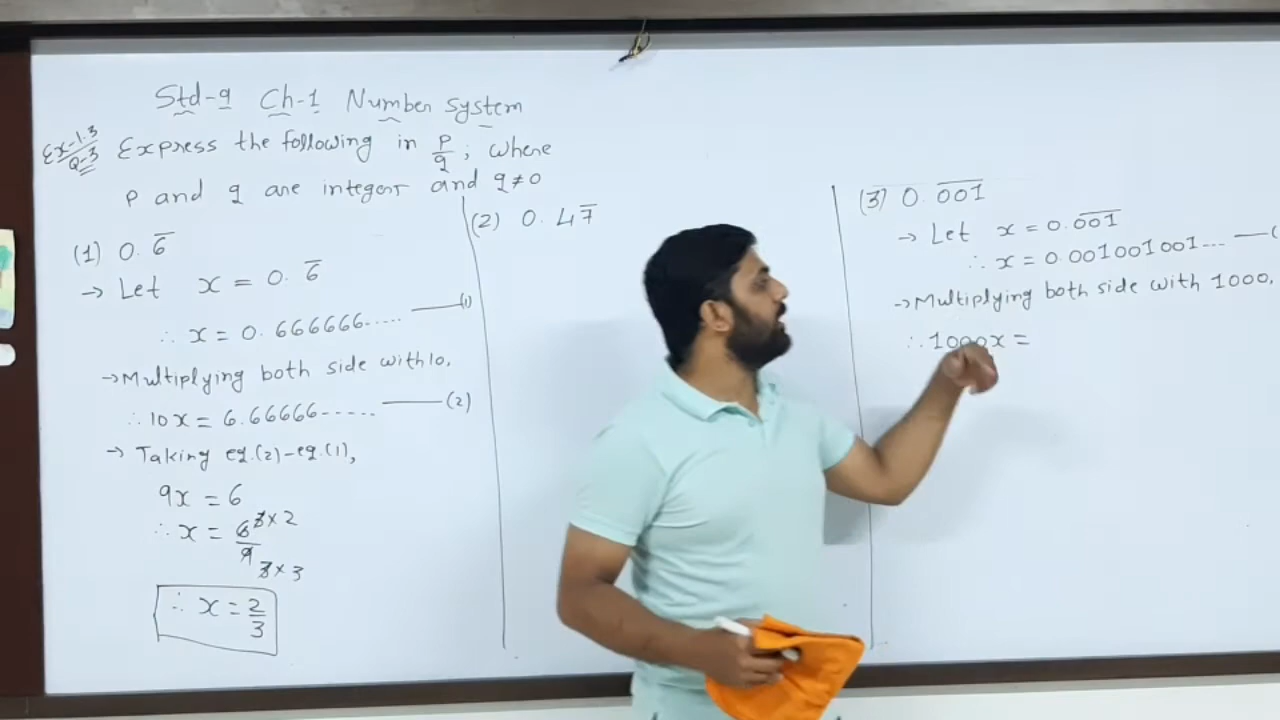 Std-9 Ch-1 Number system
Ex-1.3
Q-3
Express the following in p/q; where
p and q are integers and q≠0
(1) 0.6̅
→ Let x = 0.6̅
∴ x = 0.666666..... —(1)
→ Multiplying both side with 10,
∴ 10x = 6.66666----- —(2)
→ Taking eq.(2)-eq.(1),
9x = 6
∴ x = 6/9 3×2 3×3
∴ x = 2/3
(2) 0.47̅
(3) 0.0̅0̅1̅
→ Let x = 0.0̅0̅1̅
∴ x = 0.001001001... —(
→ Multiplying both side with 1000,
∴ 1000x =